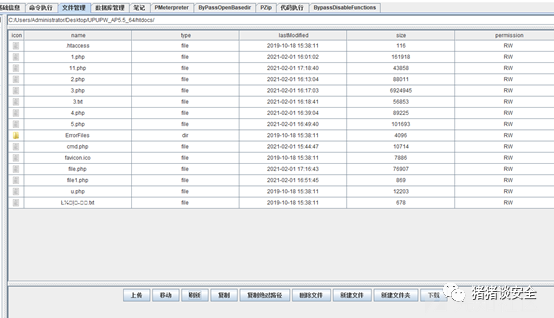 基础信息 命令执行 文件管理 数据库管理 笔记 PMeterpreter ByPassOpenBasedir PZip 代码执行 BypassDisableFunctions
C:/Users/Administrator/Desktop/UPUPW_AP5.5_64/htdocs/
icon name type lastModified size permission
.htaccess file 2019-10-18 15:38:11 116 RW
1.php file 2021-02-01 16:01:02 161918 RW
11.php file 2021-02-01 17:18:40 43858 RW
2.php file 2021-02-01 16:13:04 88011 RW
3.php file 2021-02-01 16:17:03 6924945 RW
3.txt file 2021-02-01 16:18:41 56853 RW
4.php file 2021-02-01 16:39:04 89225 RW
5.php file 2021-02-01 16:49:40 101693 RW
ErrorFiles dir 2019-10-18 15:38:11 4096 RW
cmd.php file 2021-02-01 15:44:47 10714 RW
favicon.ico file 2019-10-18 15:38:11 7886 RW
file.php file 2021-02-01 17:16:43 76907 RW
file1.php file 2021-02-01 16:51:45 869 RW
u.php file 2019-10-18 15:38:11 12203 RW
file 2019-10-18 15:38:11 678 RW
上传 移动 刷新 复制 复制绝对路径 删除文件 新建文件 新建文件夹 下载
猪猪谈安全